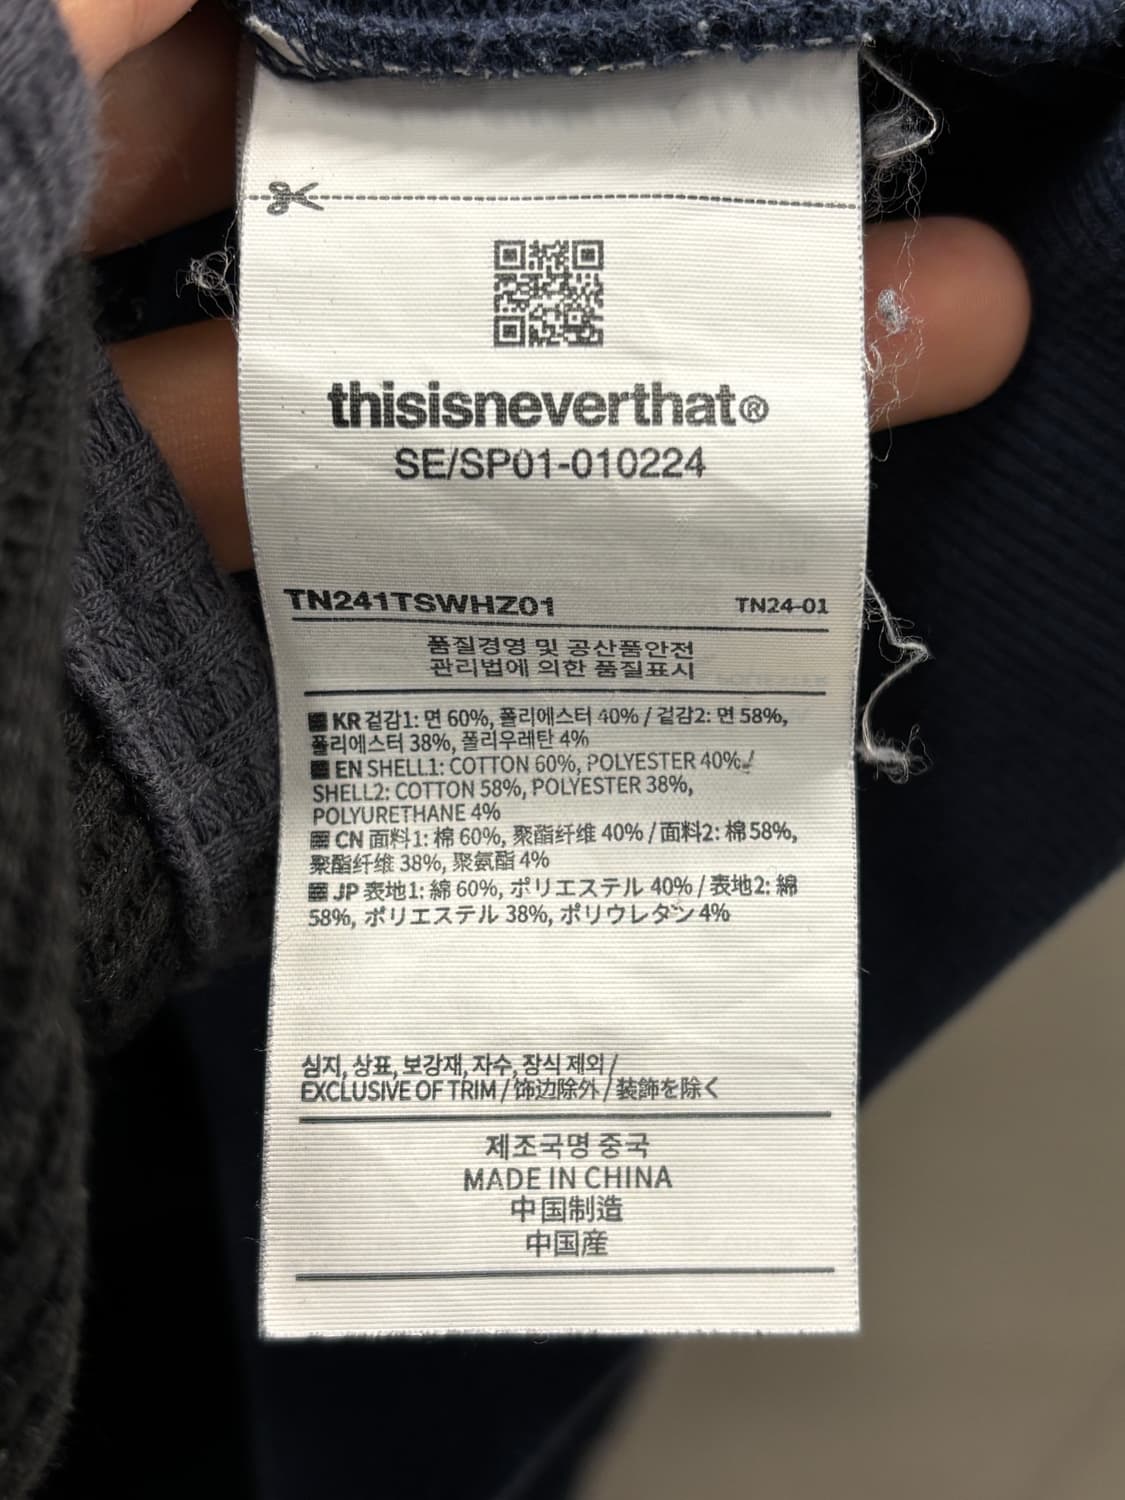 thisisneverthat®
SE/SP01-010224
TN241TSWHZ01 TN24-01
품질경영 및 공산품안전
관리법에 의한 품질표시
KR 겉감1: 면 60%, 폴리에스터 40% / 겉감2: 면 58%,
폴리에스터 38%, 폴리우레탄 4%
EN SHELL1: COTTON 60%, POLYESTER 40% /
SHELL2: COTTON 58%, POLYESTER 38%,
POLYURETHANE 4%
CN 面料1: 棉 60%, 聚酯纤维 40% / 面料2: 棉 58%,
聚酯纤维 38%, 聚氨酯 4%
JP 表地1: 綿 60%, ポリエステル 40% / 表地2: 綿
58%, ポリエステル 38%, ポリウレタン 4%
심지, 상표, 보강재, 자수, 장식 제외 /
EXCLUSIVE OF TRIM / 饰边除外 / 装飾を除く
제조국명 중국
MADE IN CHINA
中国制造
中国産